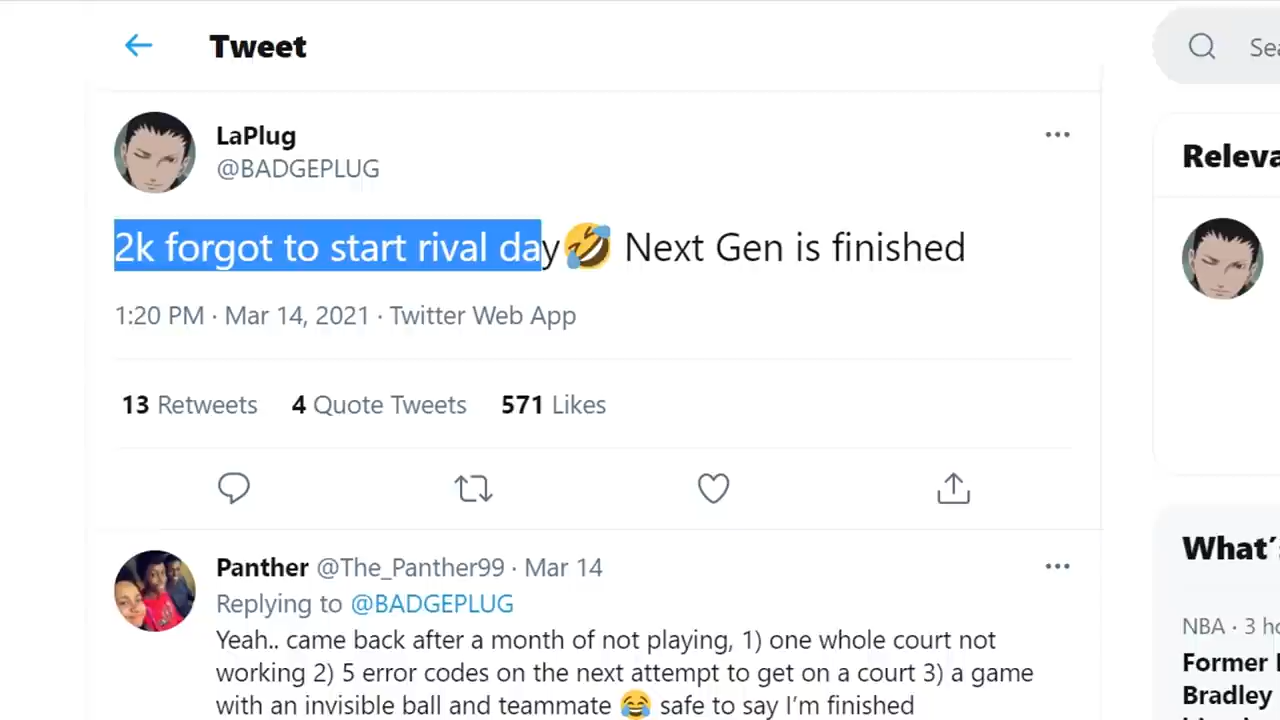 Tweet
LaPlug
@BADGEPLUG
2k forgot to start rival day🤣 Next Gen is finished
1:20 PM · Mar 14, 2021 · Twitter Web App
13 Retweets 4 Quote Tweets 571 Likes
Panther @The_Panther99 · Mar 14
Replying to @BADGEPLUG
Yeah.. came back after a month of not playing, 1) one whole court not
working 2) 5 error codes on the next attempt to get on a court 3) a game
with an invisible ball and teammate 😂 safe to say I'm finished
Sea
Releva
What's
NBA · 3 ho
Former
Bradley